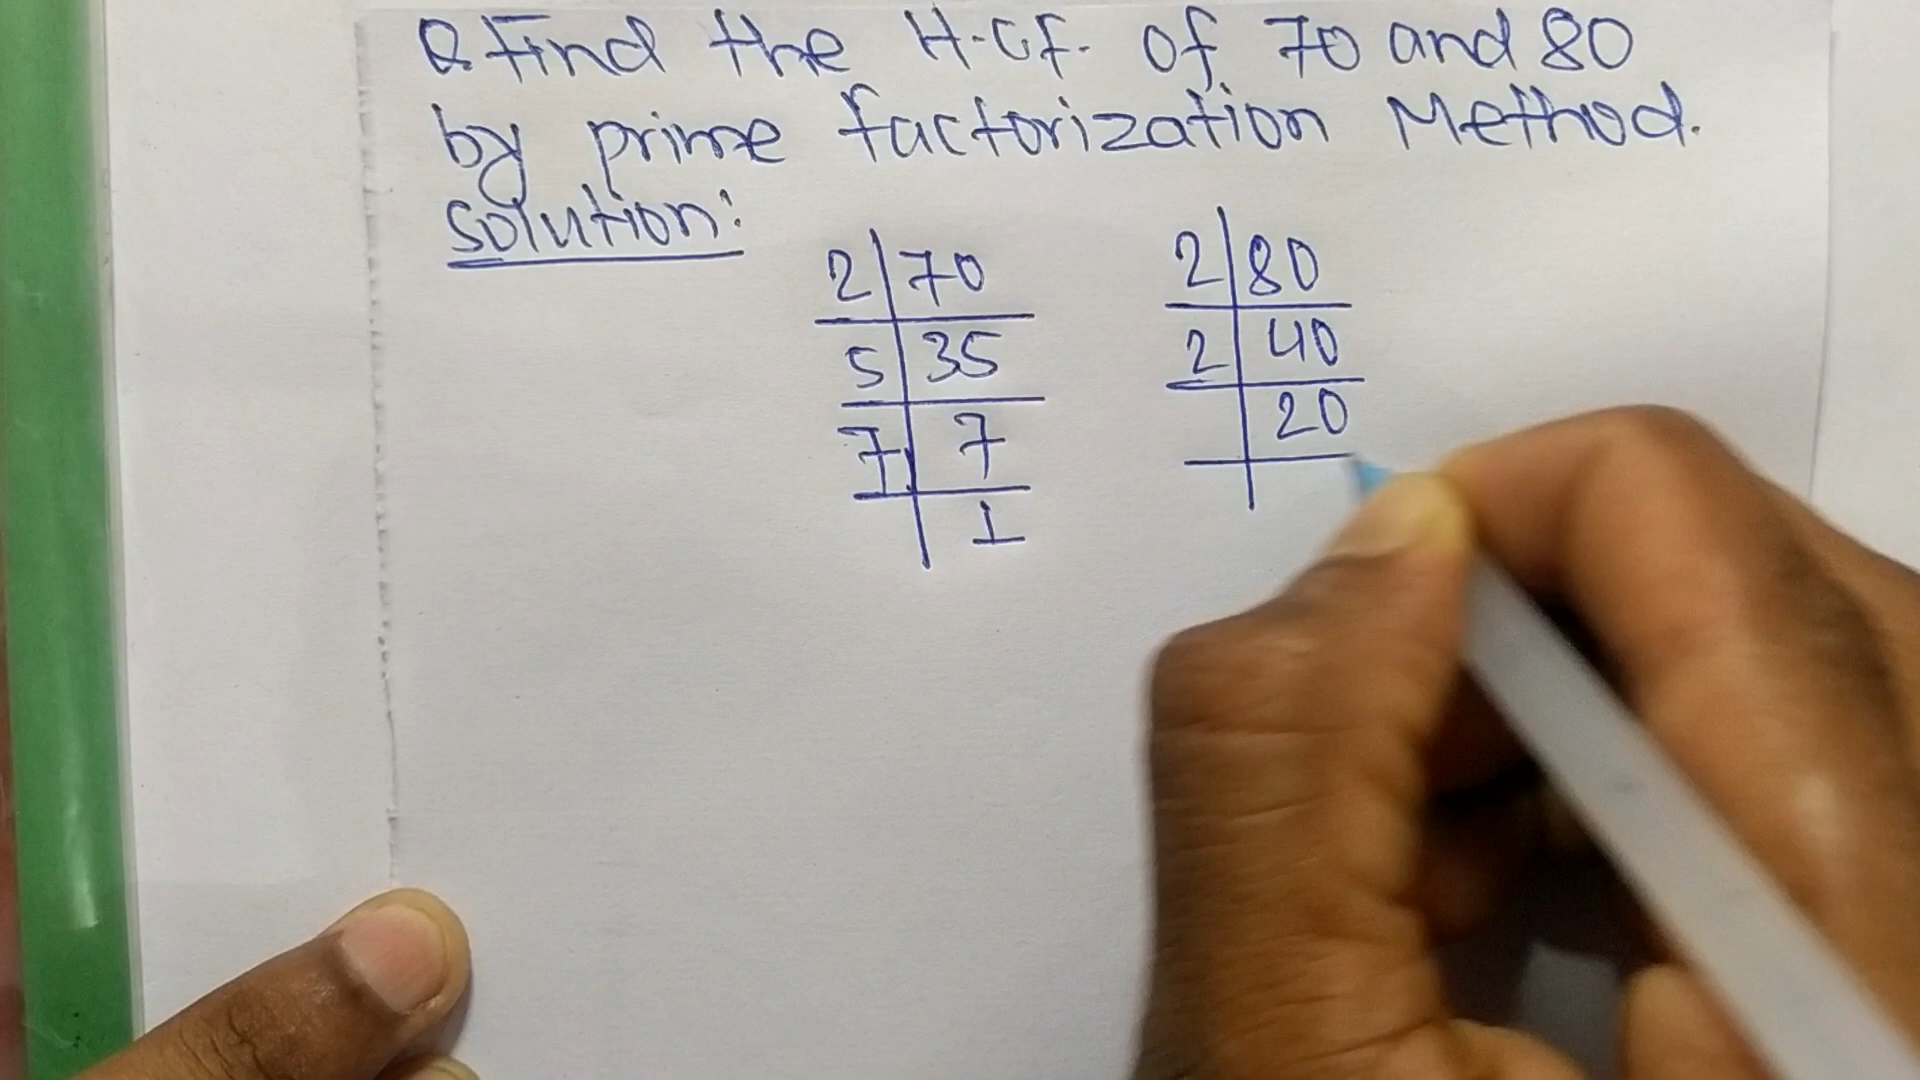 Q. Find the H.C.F. of 70 and 80
by prime factorization Method.
solution:
2 70
5 35
7 7
1
2 80
2 40
20